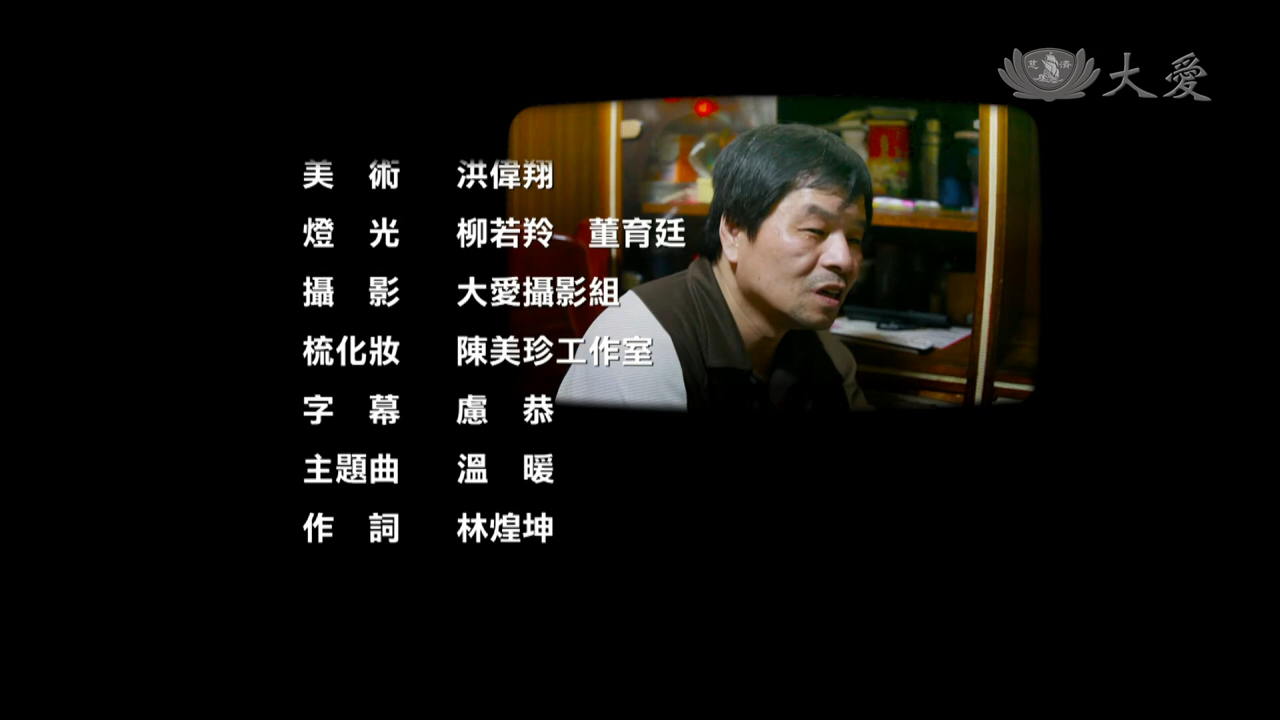 大愛
美術 洪偉翔
燈光 柳若羚 董育廷
攝影 大愛攝影組
梳化妝 陳美珍工作室
字幕 慮恭
主題曲 溫暖
作詞 林煌坤